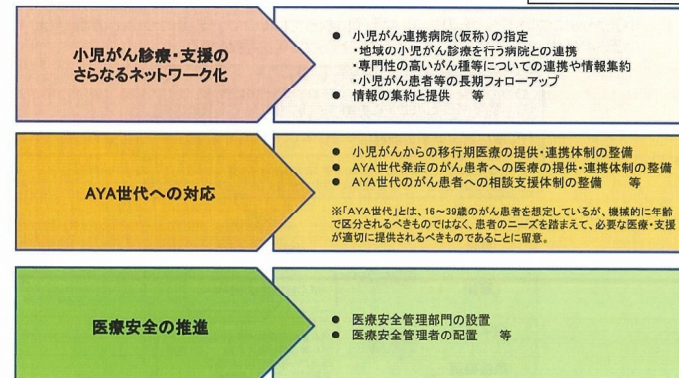 小児がん診療・支援の
さらなるネットワーク化
● 小児がん連携病院（仮称）の指定
・地域の小児がん診療を行う病院との連携
・専門性の高いがん種等についての連携や情報集約
・小児がん患者等の長期フォローアップ
● 情報の集約と提供　等
AYA世代への対応
● 小児がんからの移行期医療の提供・連携体制の整備
● AYA世代発症のがん患者への医療の提供・連携体制の整備
● AYA世代のがん患者への相談支援体制の整備　等
※「AYA世代」とは、16～39歳のがん患者を想定しているが、機械的に年齢
で区分されるべきものではなく、患者のニーズを踏まえて、必要な医療・支援
が適切に提供されるべきものであることに留意。
医療安全の推進
● 医療安全管理部門の設置
● 医療安全管理者の配置　等